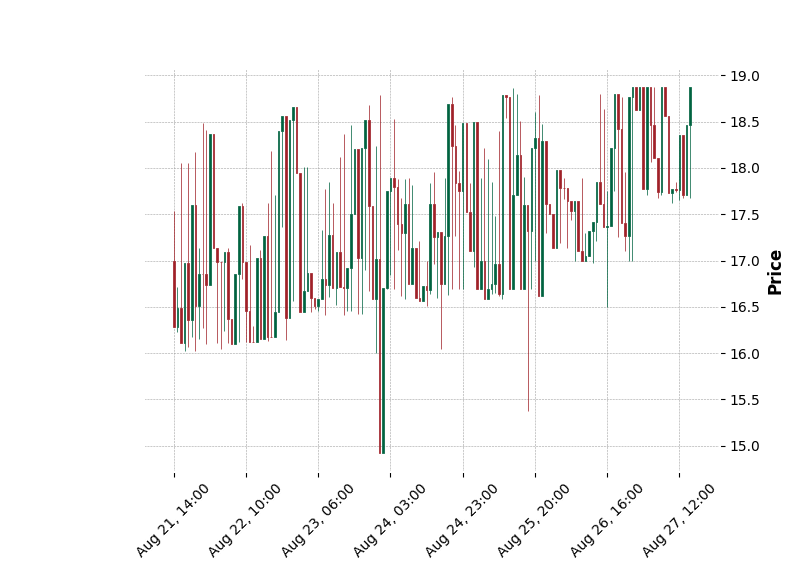 19.0
18.5
18.0
17.5
17.0
16.5
16.0
15.5
15.0
Price
Aug 21, 14:00
Aug 22, 10:00
Aug 23, 06:00
Aug 24, 03:00
Aug 24, 23:00
Aug 25, 20:00
Aug 26, 16:00
Aug 27, 12:00